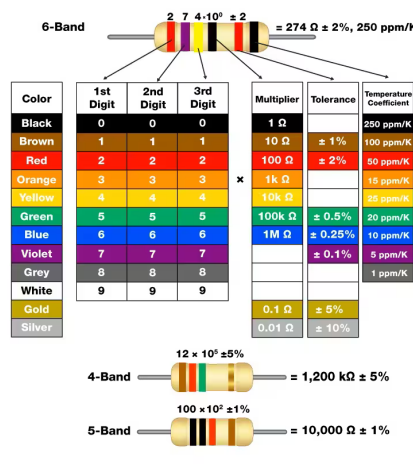 2 7 4·10⁰ ± 2
6-Band = 274 Ω ± 2%, 250 ppm/K
Color 1st Digit 2nd Digit 3rd Digit Multiplier Tolerance Temperature Coefficient
Black 0 0 0 1 Ω 250 ppm/K
Brown 1 1 1 10 Ω ± 1% 100 ppm/K
Red 2 2 2 100 Ω ± 2% 50 ppm/K
Orange 3 3 3 × 1k Ω 15 ppm/K
Yellow 4 4 4 10k Ω 25 ppm/K
Green 5 5 5 100k Ω ± 0.5% 20 ppm/K
Blue 6 6 6 1M Ω ± 0.25% 10 ppm/K
Violet 7 7 7 ± 0.1% 5 ppm/K
Grey 8 8 8 1 ppm/K
White 9 9 9
Gold 0.1 Ω ± 5%
Silver 0.01 Ω ± 10%
12 × 10⁵ ±5%
4-Band = 1,200 kΩ ± 5%
100 ×10² ±1%
5-Band = 10,000 Ω ± 1%